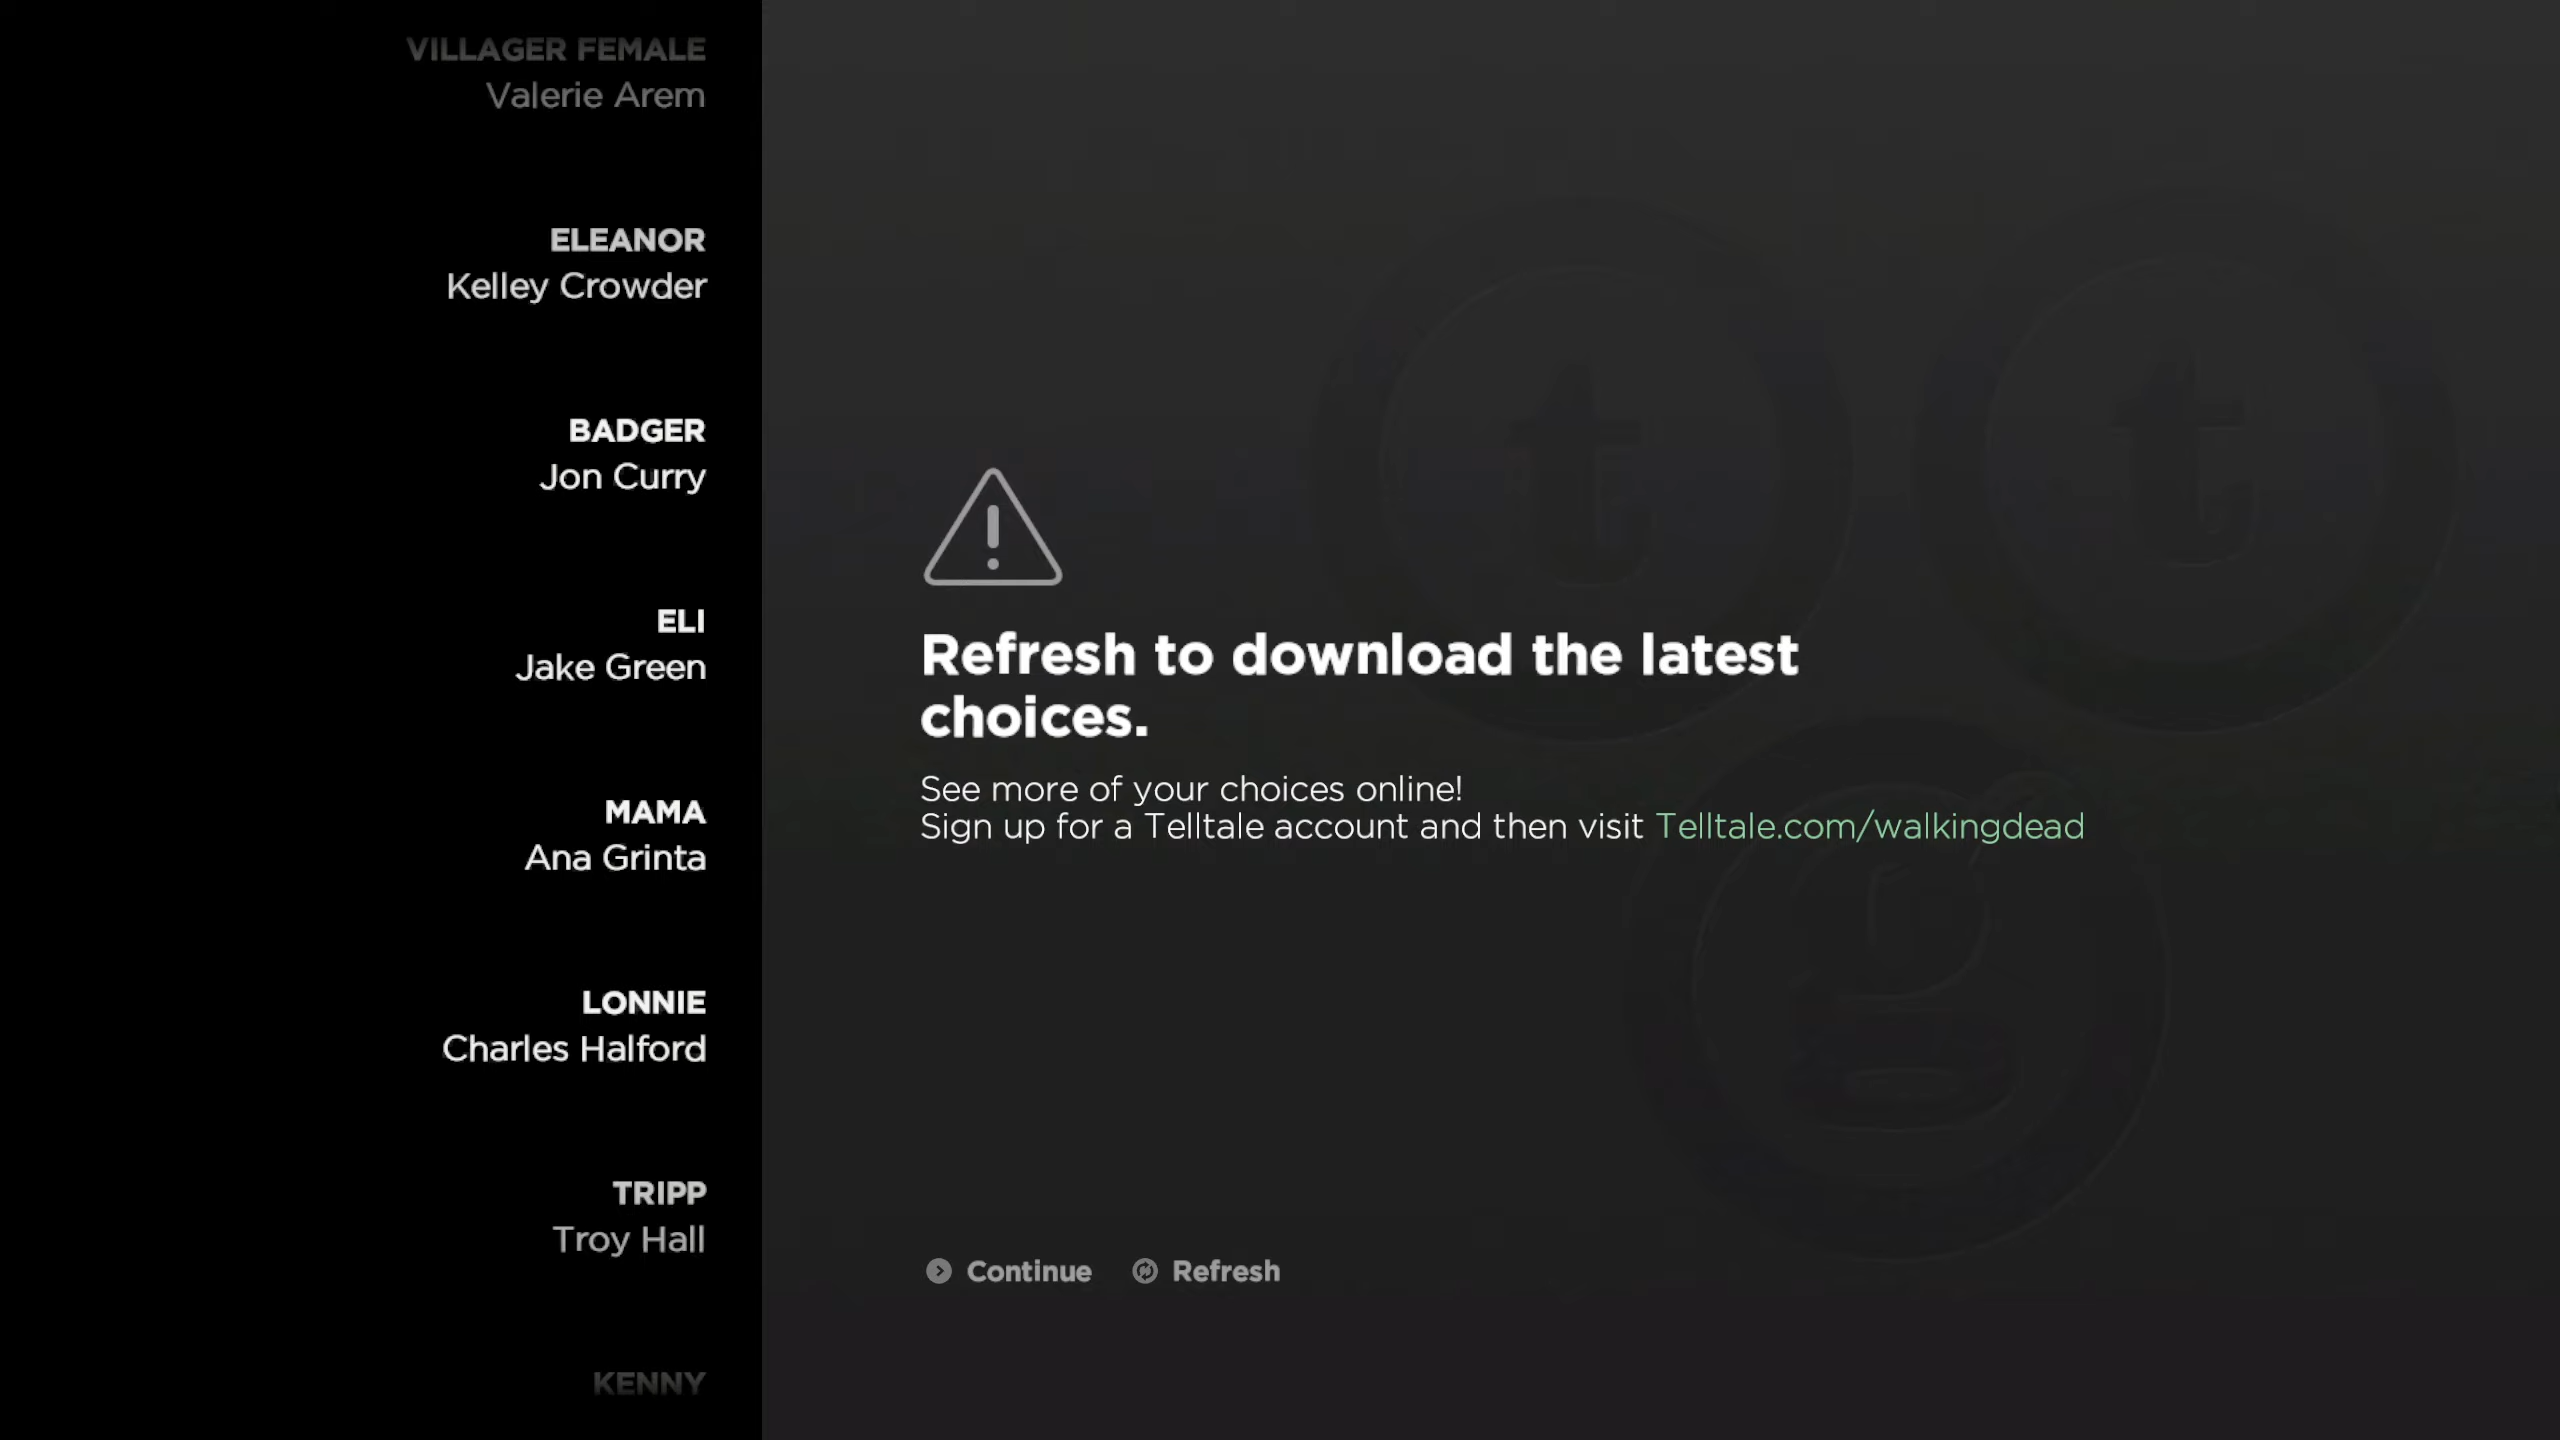 VILLAGER FEMALE
Valerie Arem
ELEANOR
Kelley Crowder
BADGER
Jon Curry
ELI
Jake Green
MAMA
Ana Grinta
LONNIE
Charles Halford
TRIPP
Troy Hall
KENNY
t t
g
Refresh to download the latest
choices.
See more of your choices online!
Sign up for a Telltale account and then visit Telltale.com/walkingdead
Continue Refresh